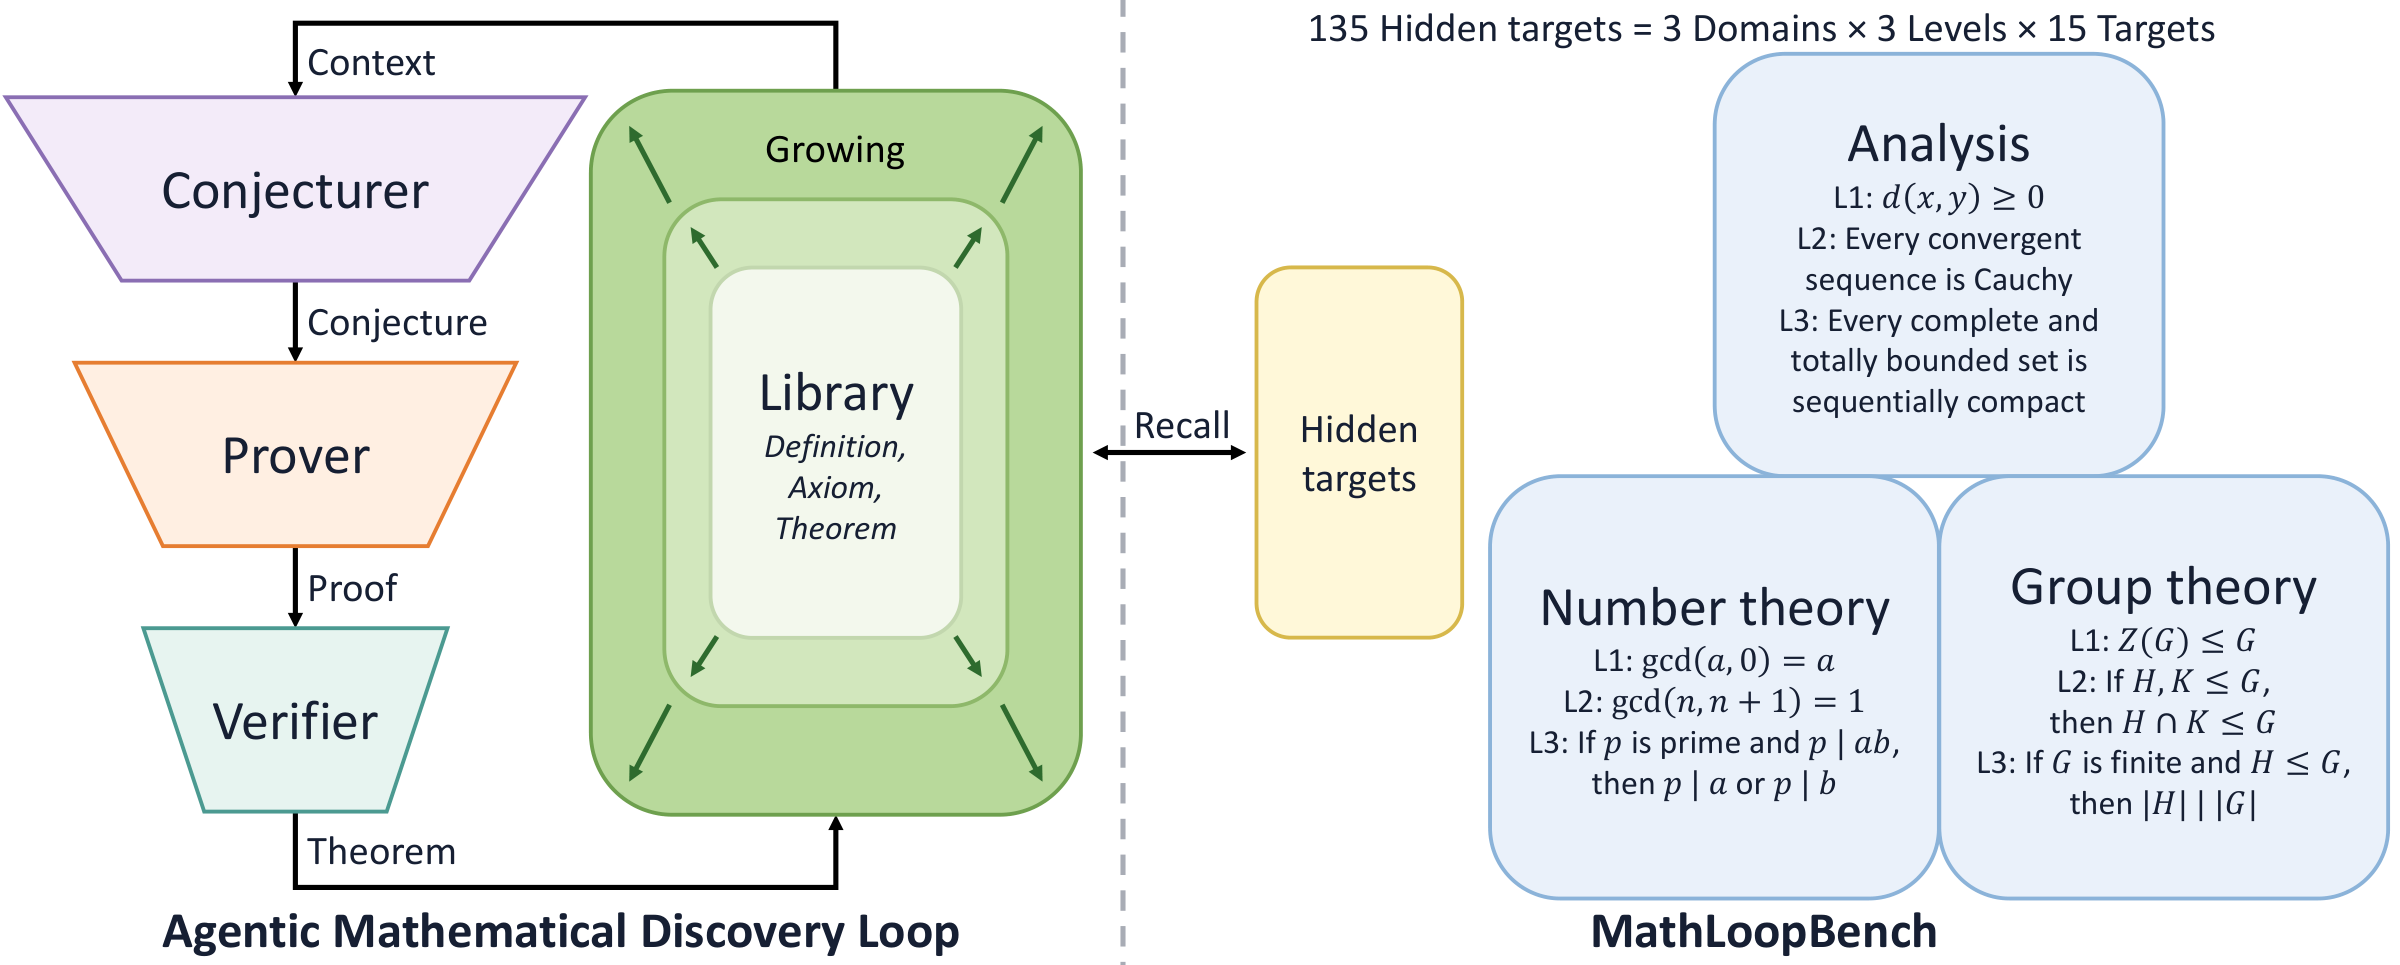 Context
Conjecturer
Conjecture
Prover
Proof
Verifier
Theorem
Growing
Library
Definition,
Axiom,
Theorem
Agentic Mathematical Discovery Loop
Recall
Hidden
targets
135 Hidden targets = 3 Domains × 3 Levels × 15 Targets
Analysis
L1: d(x, y) ≥ 0
L2: Every convergent
sequence is Cauchy
L3: Every complete and
totally bounded set is
sequentially compact
Number theory
L1: gcd(a, 0) = a
L2: gcd(n, n + 1) = 1
L3: If p is prime and p | ab,
then p | a or p | b
Group theory
L1: Z(G) ≤ G
L2: If H, K ≤ G,
then H ∩ K ≤ G
L3: If G is finite and H ≤ G,
then |H| | |G|
MathLoopBench